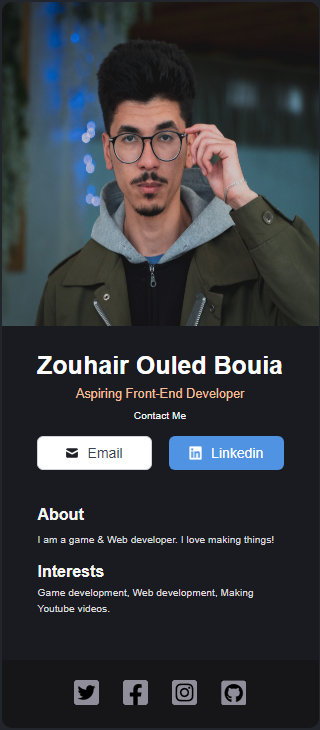 Zouhair Ouled Bouia
Aspiring Front-End Developer
Contact Me
Email
Linkedin
About
I am a game & Web developer. I love making things!
Interests
Game development, Web development, Making
Youtube videos.